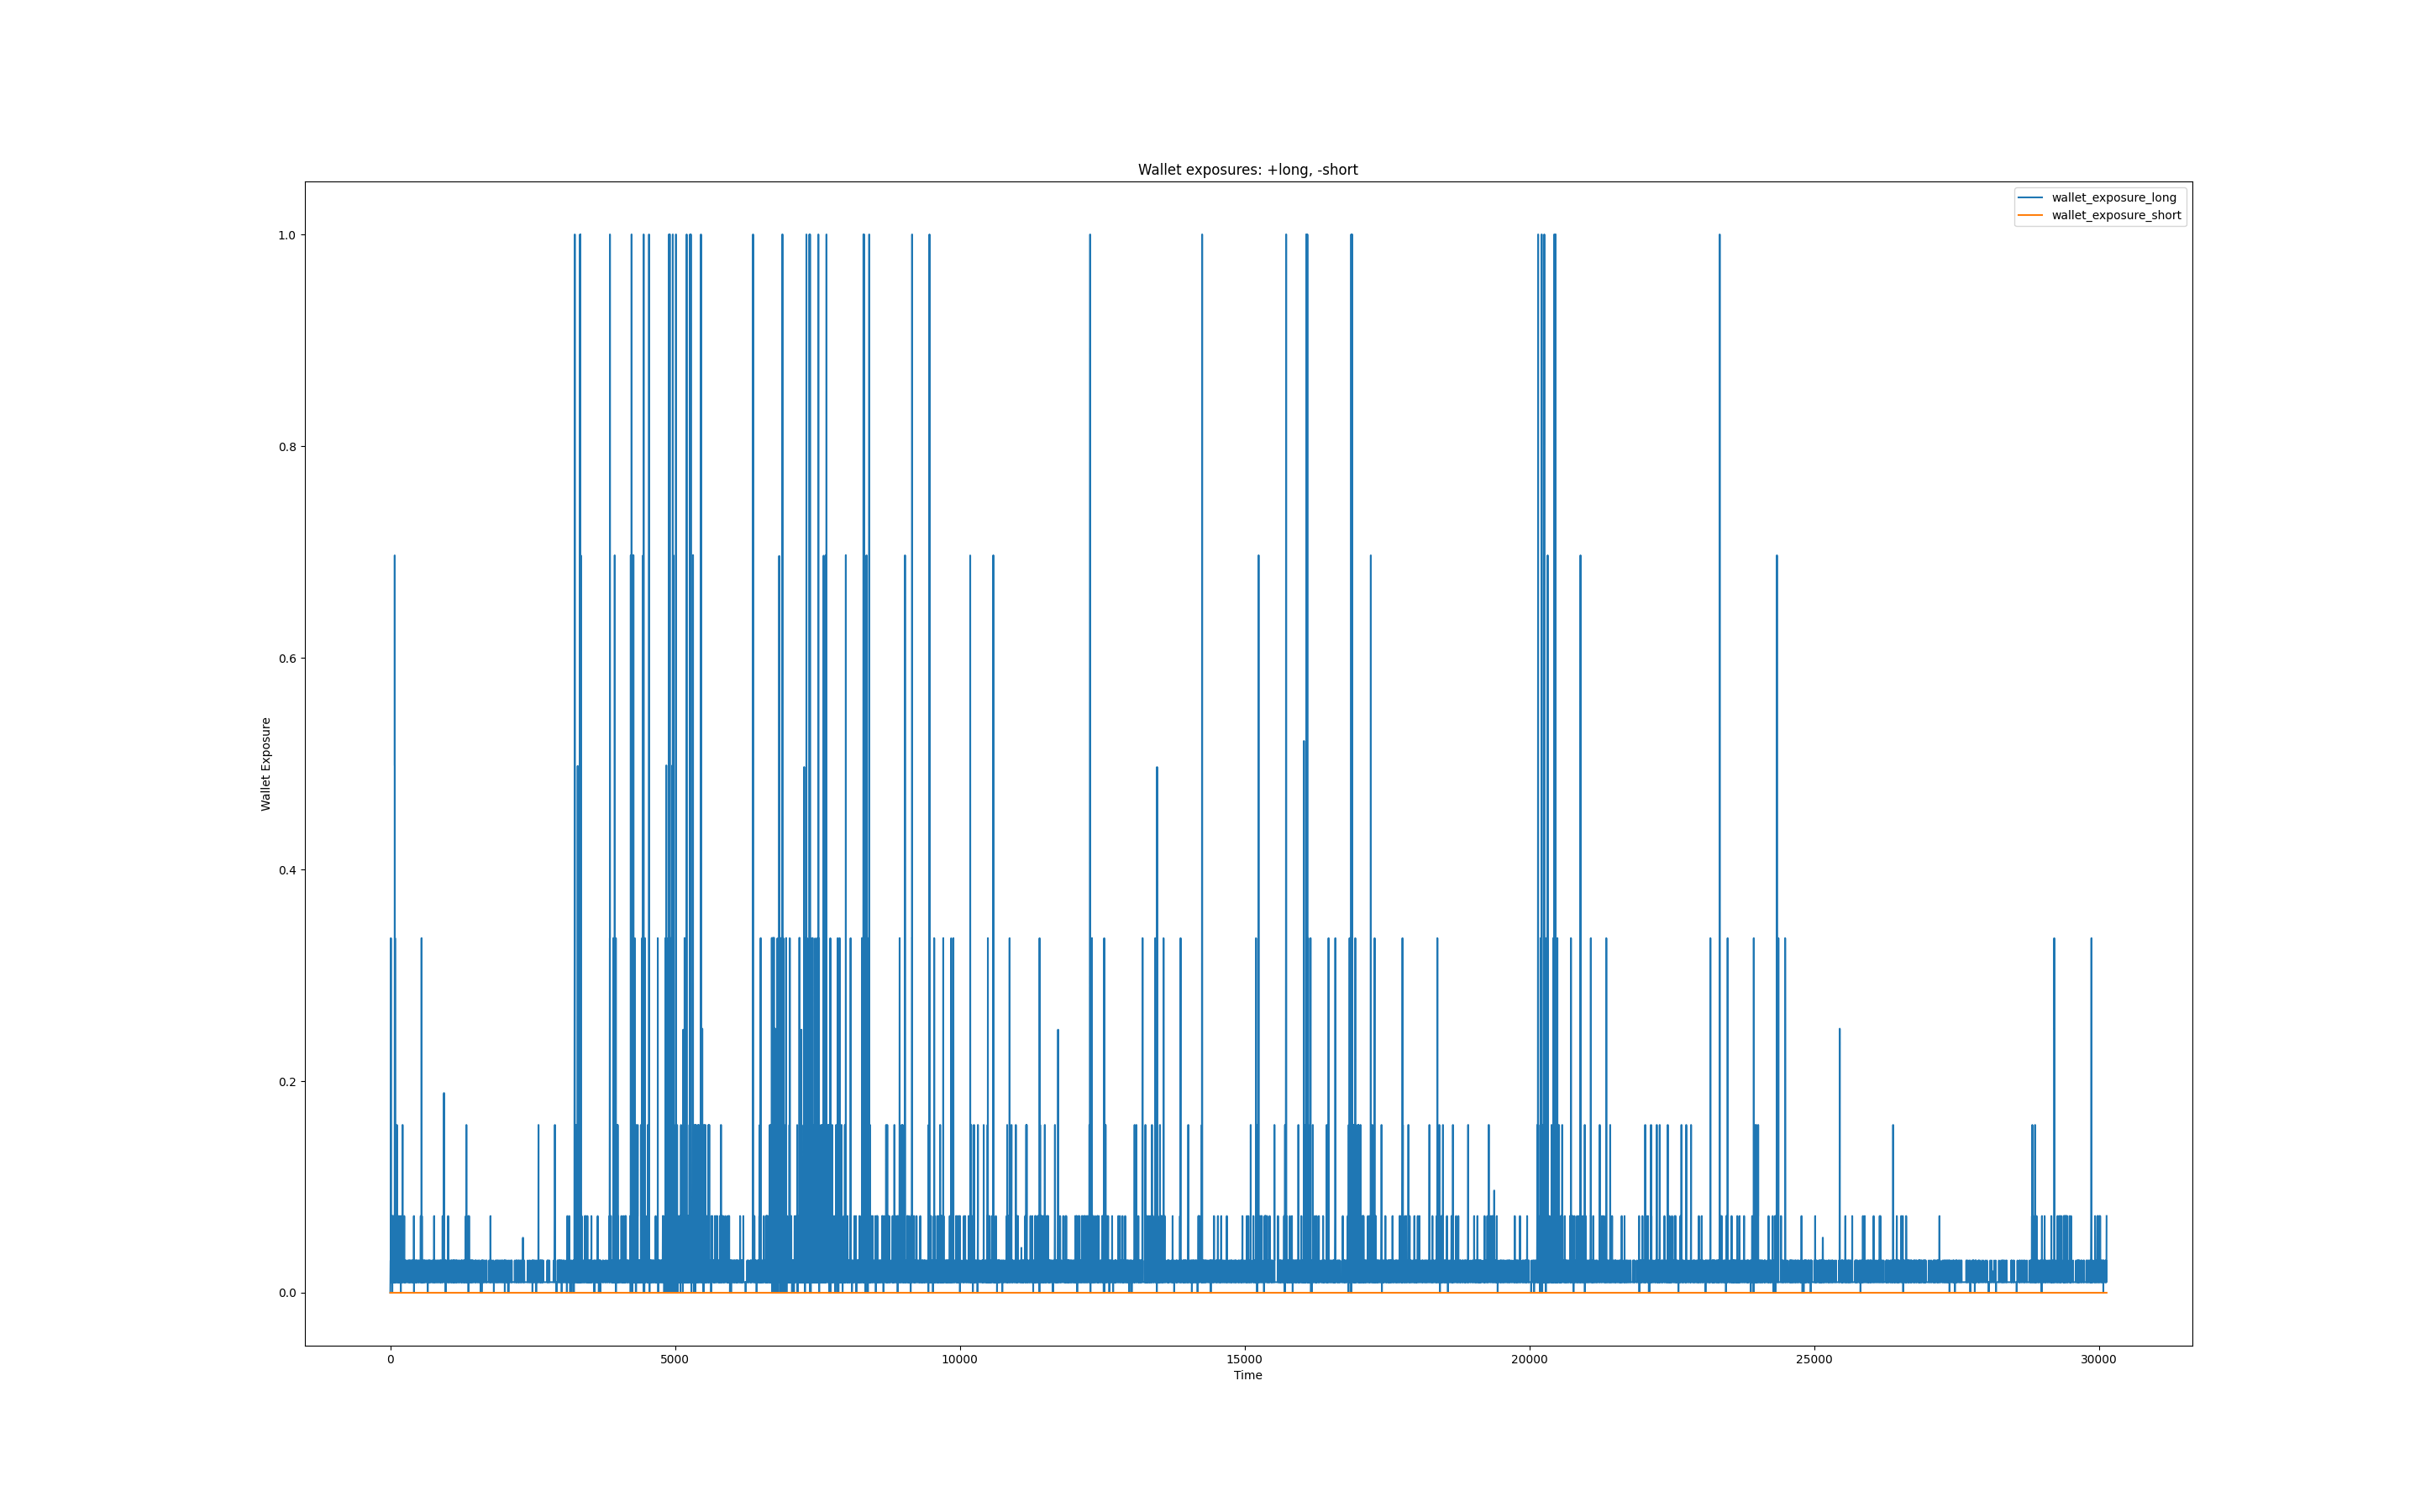 Wallet exposures: +long, -short
wallet_exposure_long
wallet_exposure_short
1.0
0.8
0.6
0.4
0.2
0.0
Wallet Exposure
0 5000 10000 15000 20000 25000 30000
Time